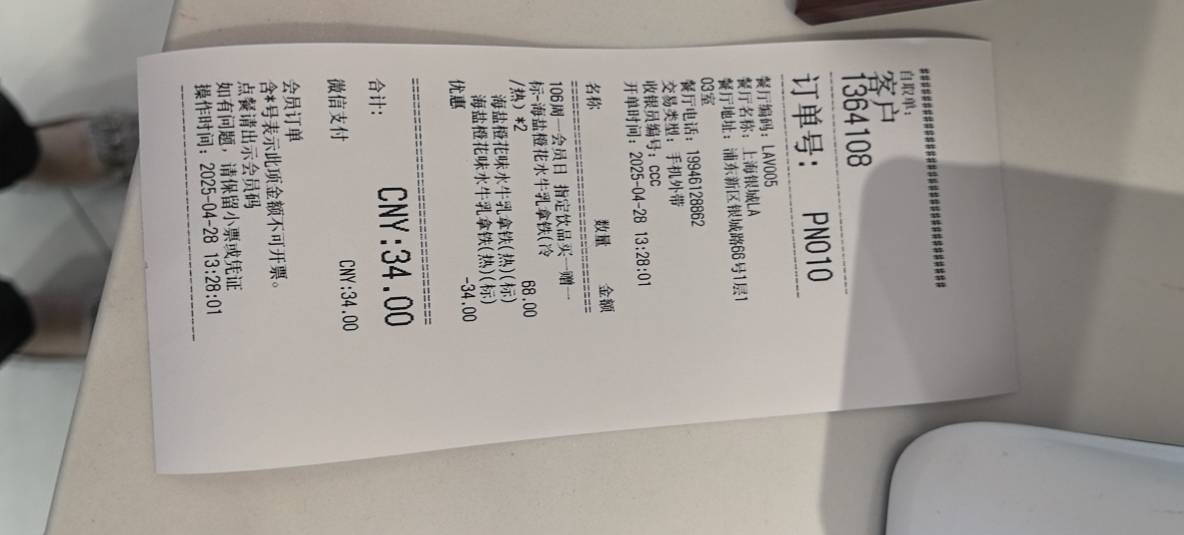 ##############################
自取单:
客户
1364108
订单号: PN010
餐厅编码: LAV005
餐厅名称: 上海银城LA
餐厅地址: 浦东新区银城路66号1层1
03室
餐厅电话: 19946128862
交易类型: 手机外带
收银员编号: CCC
开单时间: 2025-04-28 13:28:01
名称 数量 金额
106周一会员日 指定饮品买一赠一
标-海盐橙花水牛乳拿铁(冷
/热) *2 68.00
海盐橙花味水牛乳拿铁(热)(标)
海盐橙花味水牛乳拿铁(热)(标)
优惠 -34.00
合计: CNY:34.00
微信支付 CNY:34.00
会员订单
含*号表示此项金额不可开票。
点餐请出示会员码
如有问题, 请保留小票或凭证
操作时间: 2025-04-28 13:28:01